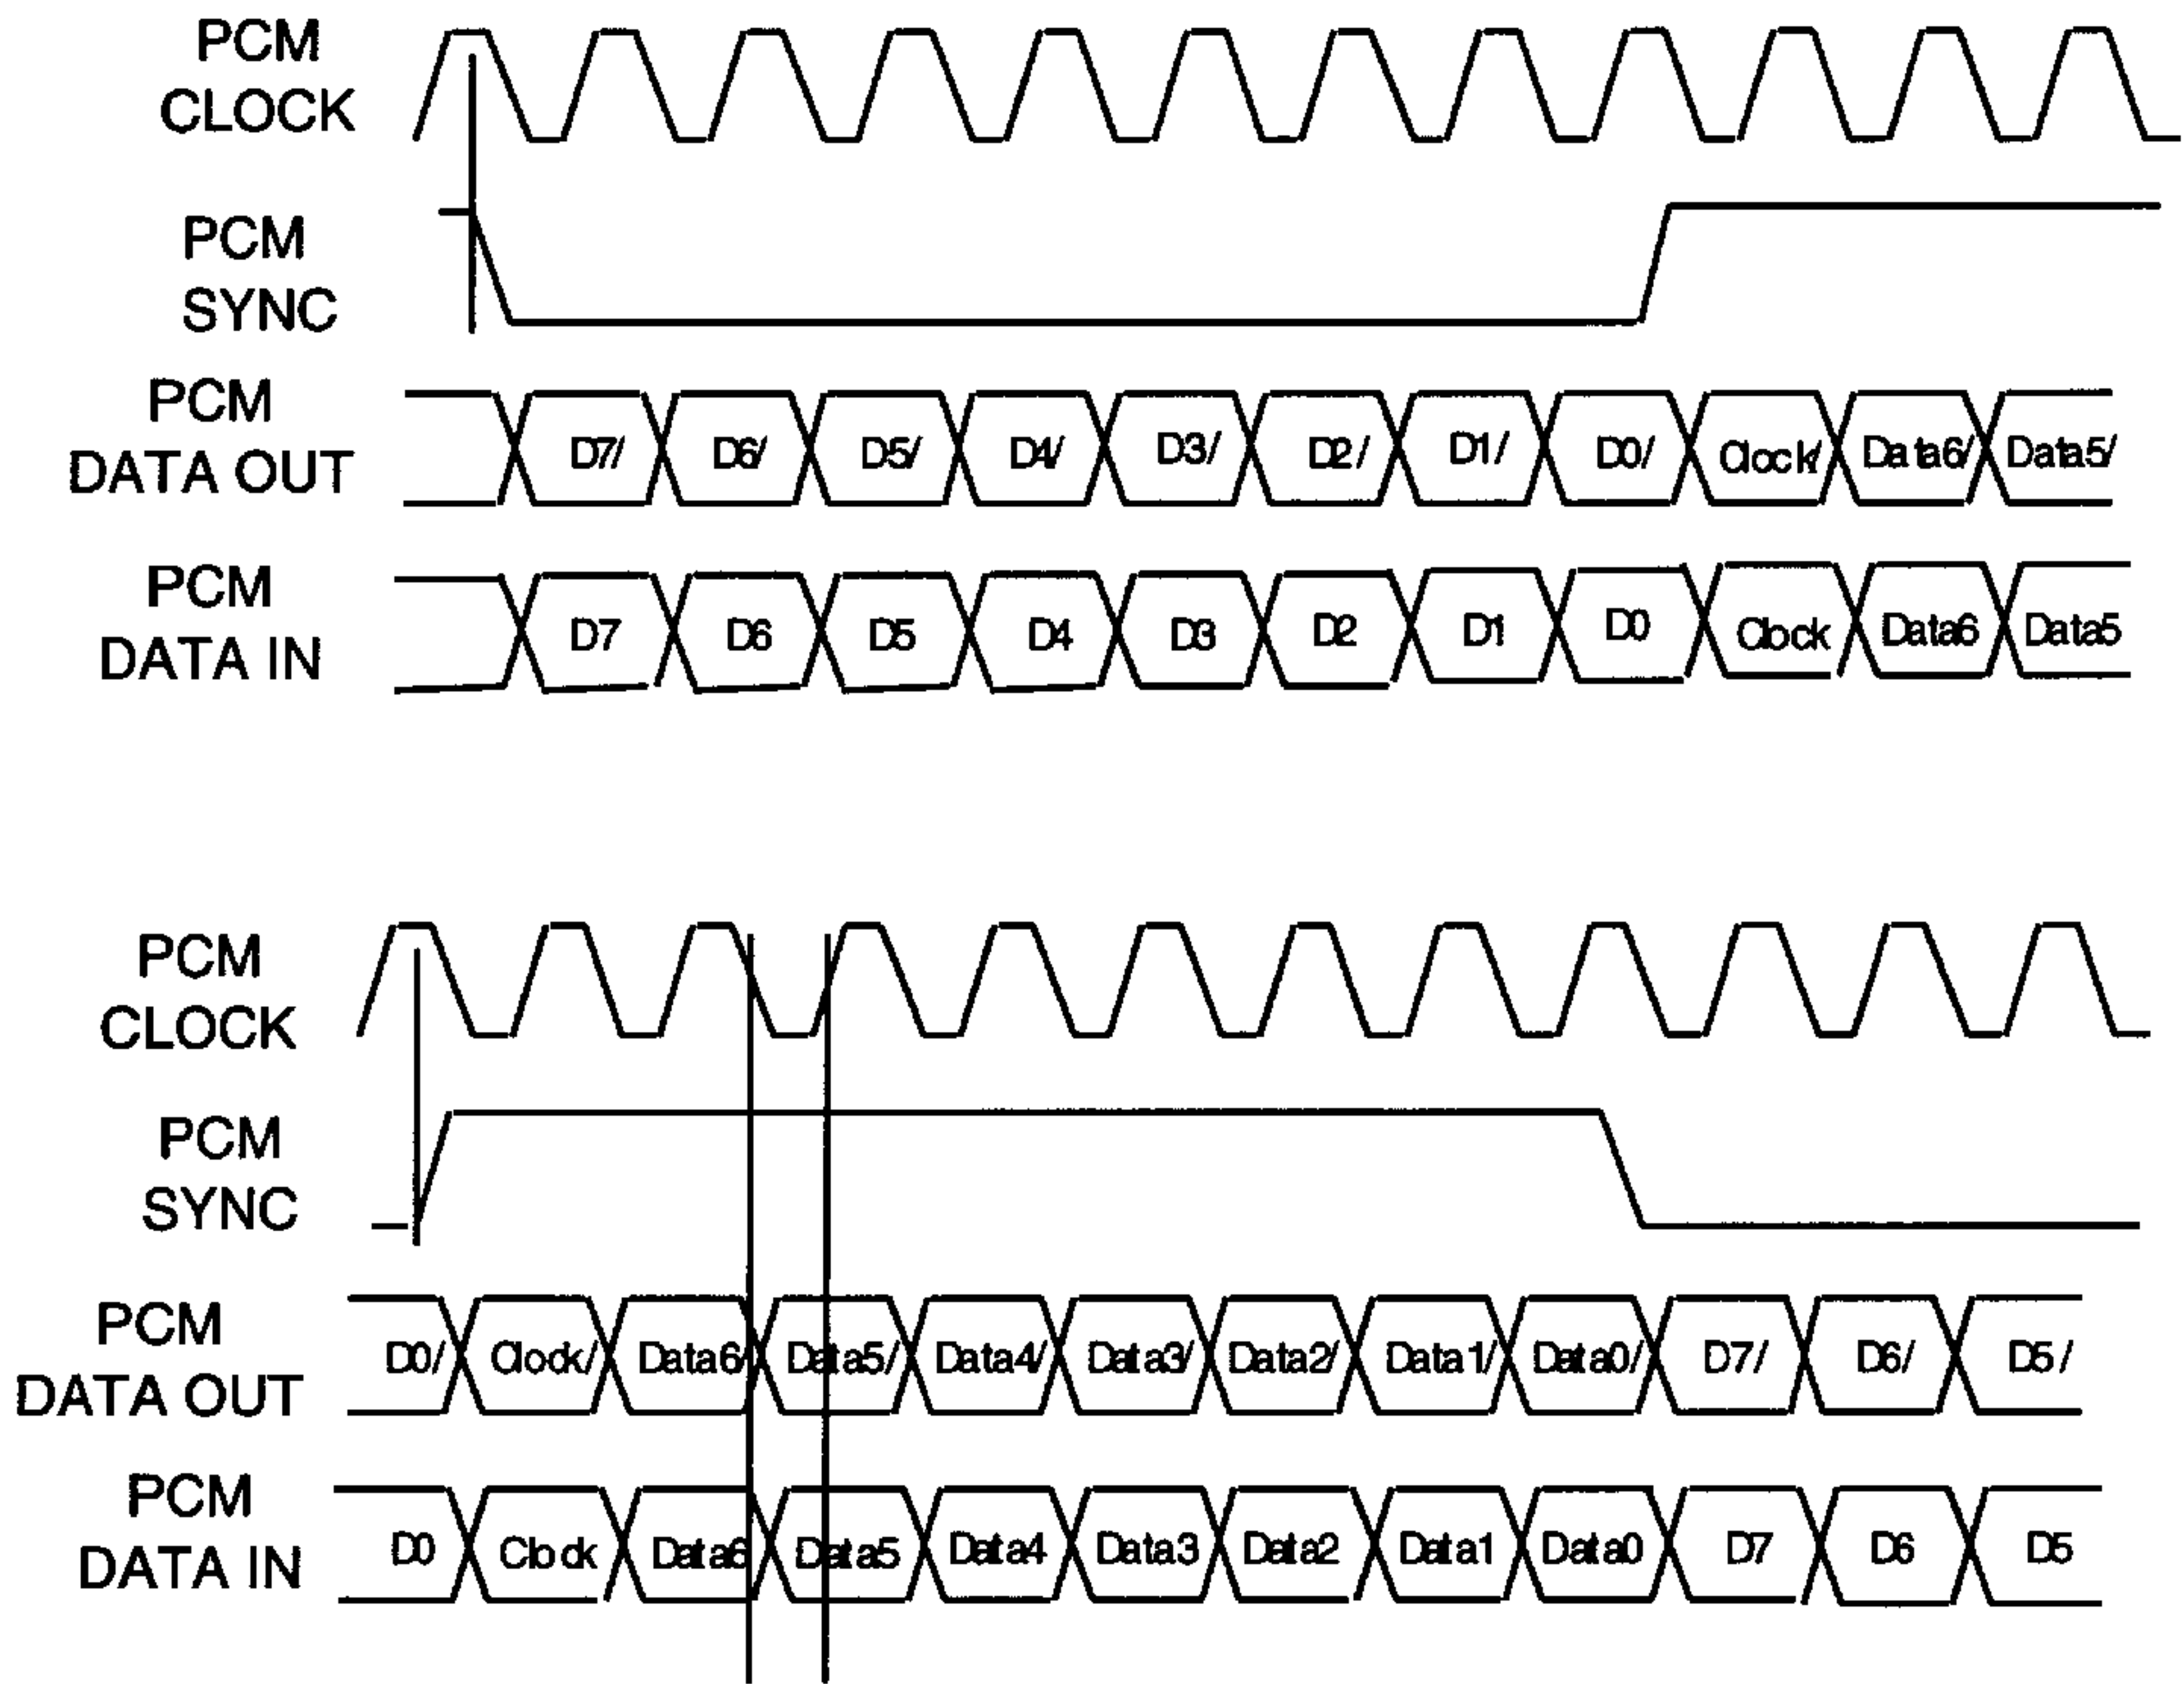 PCM
CLOCK
PCM
SYNC
PCM
DATA OUT
D7/ D6/ D5/ D4/ D3/ D2/ D1/ D0/ Clock/ Data6/ Data5/
PCM
DATA IN
D7 D6 D5 D4 D3 D2 D1 D0 Clock Data6 Data5
PCM
CLOCK
PCM
SYNC
PCM
DATA OUT
D0/ Clock/ Data6/ Data5/ Data4/ Data3/ Data2/ Data1/ Data0/ D7/ D6/ D5/
PCM
DATA IN
D0 Clock Data6 Data5 Data4 Data3 Data2 Data1 Data0 D7 D6 D5